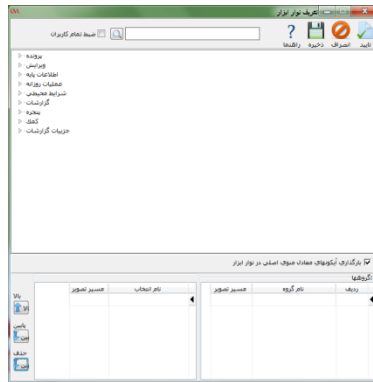 تعریف نوار ابزار
تایید انصراف ذخیره راهنما
ضبط تمام کاربران
پرونده
ویرایش
اطلاعات پایه
عملیات روزانه
شرایط محیطی
گزارشات
پنجره
کمک
جزییات گزارشات
بارگذاری آیکونهای معادل منوی اصلی در نوار ابزار
گروهها:
ردیف نام گروه مسیر تصویر
نام انتخاب مسیر تصویر
بالا
پایین
حذف